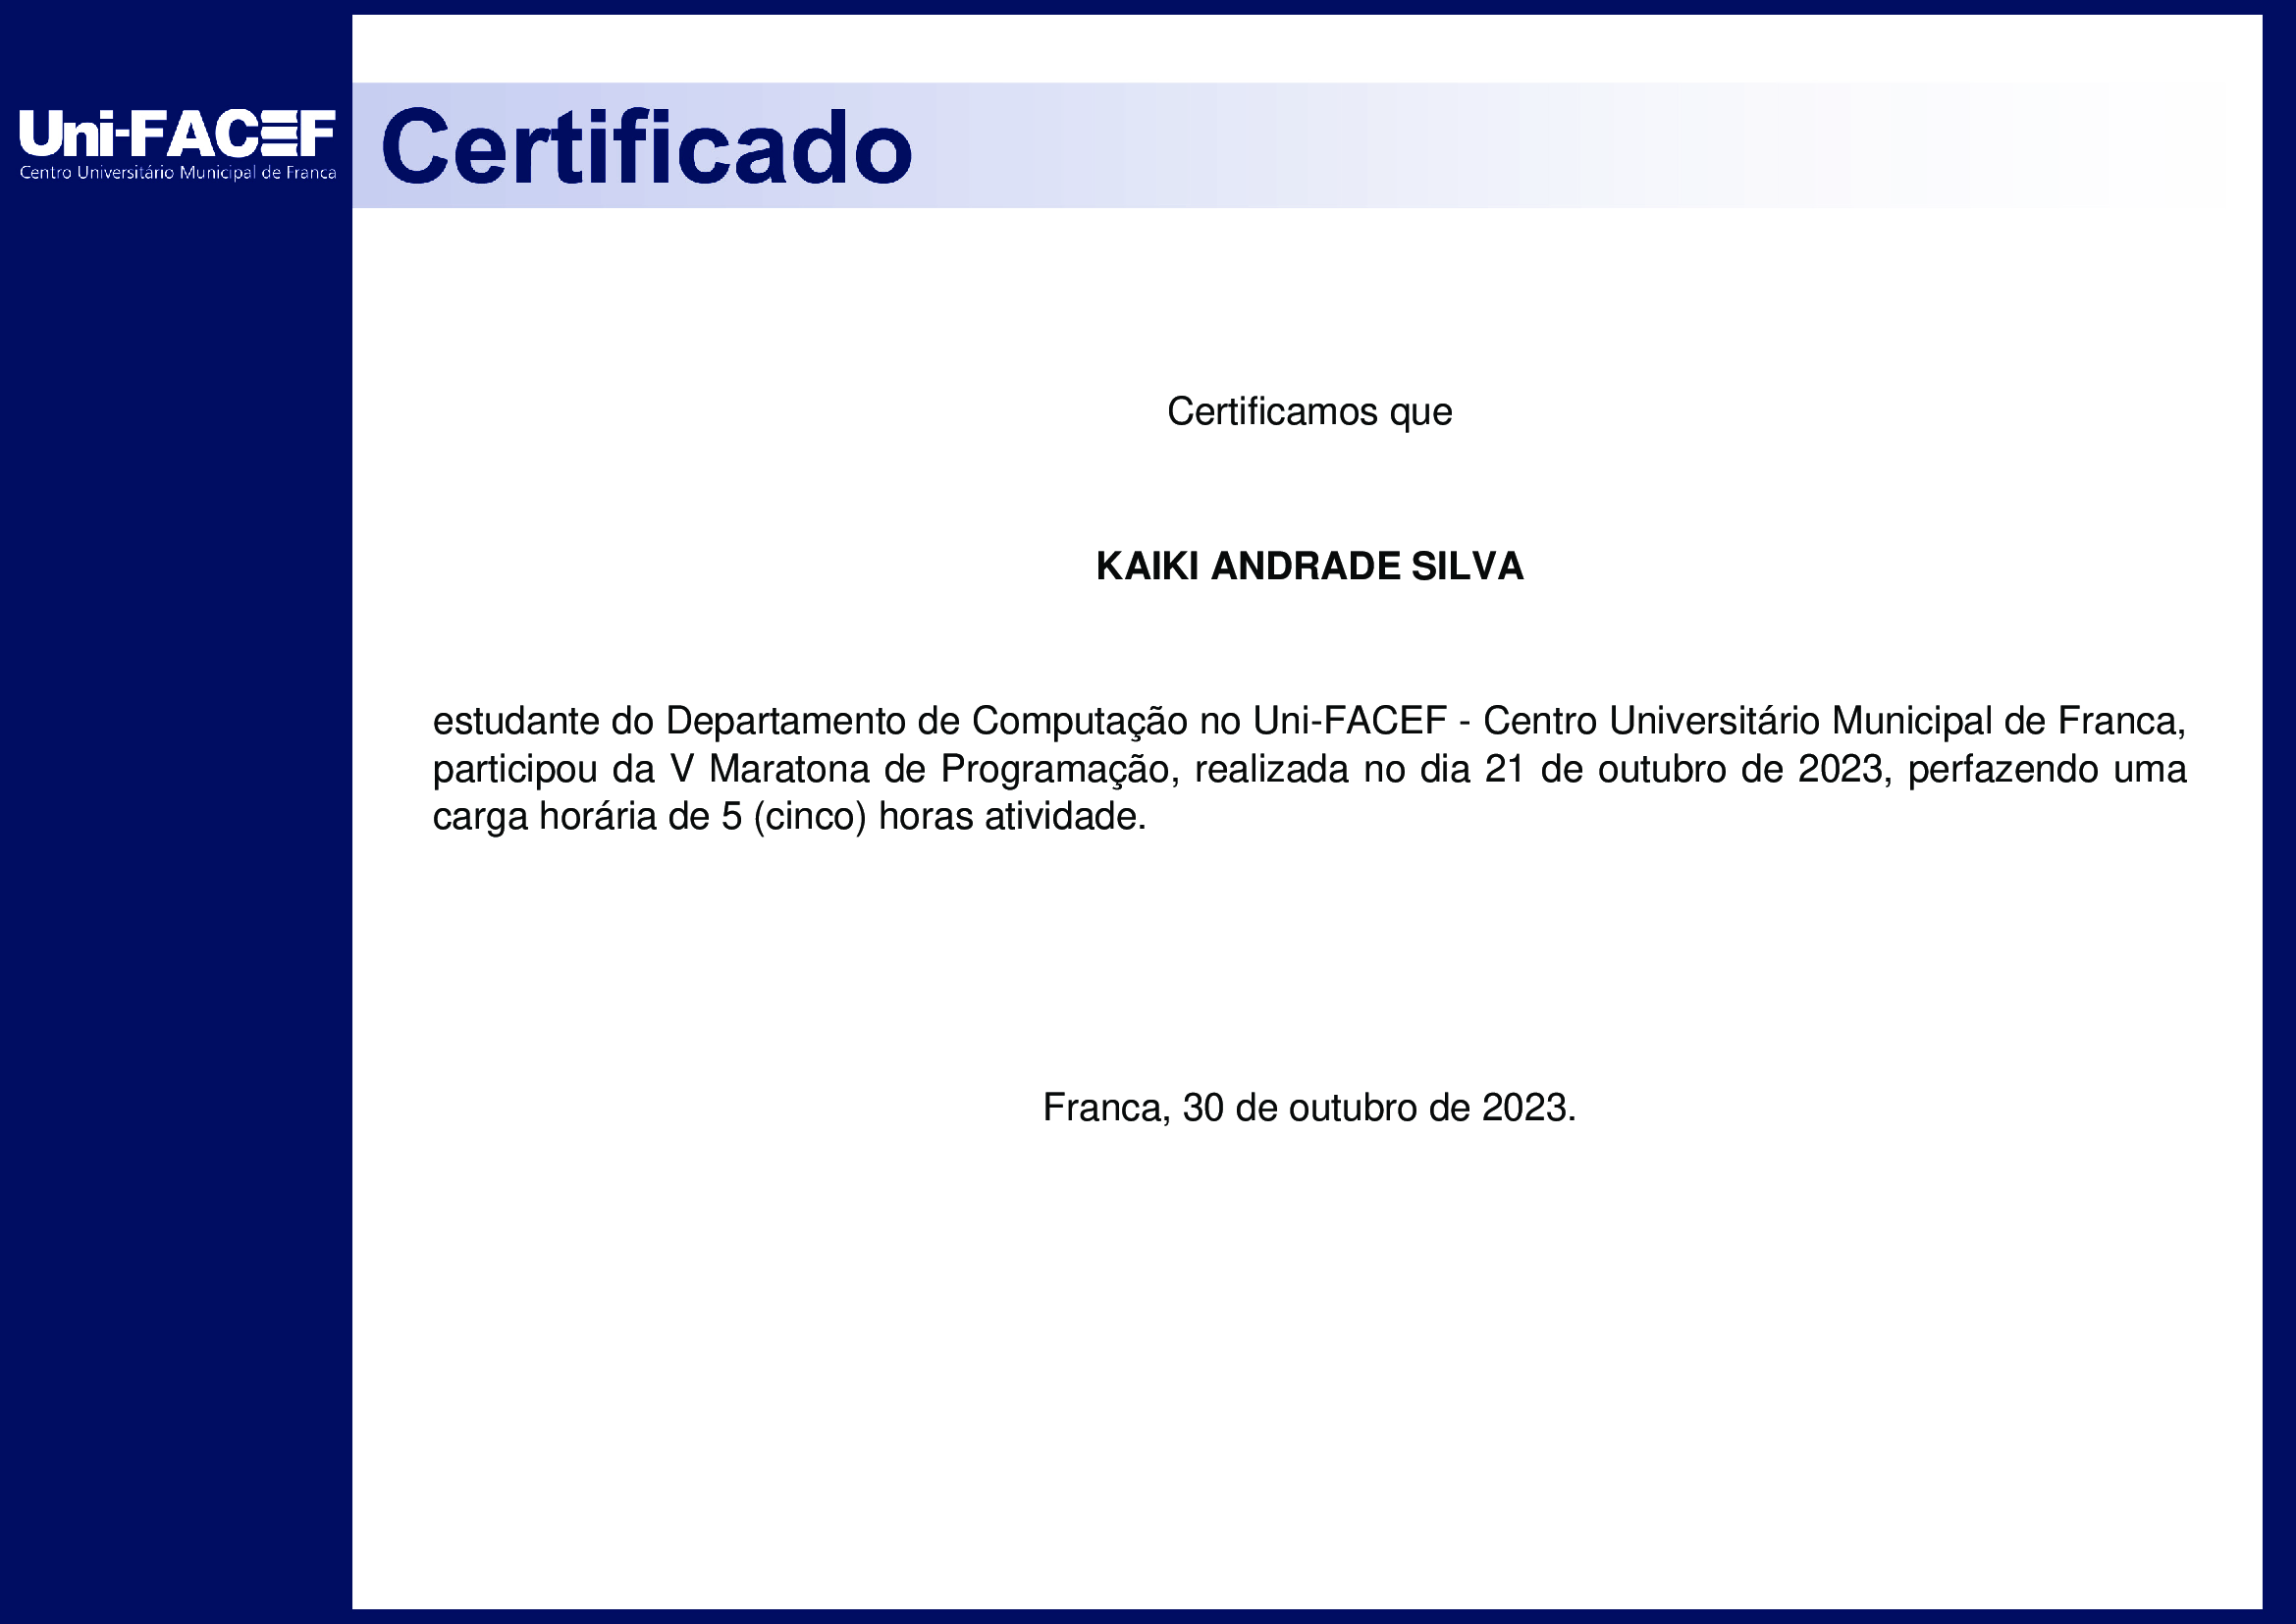 Uni-FACEF
Centro Universitário Municipal de Franca
Certificado
Certificamos que
KAIKI ANDRADE SILVA
estudante do Departamento de Computação no Uni-FACEF - Centro Universitário Municipal de Franca,
participou da V Maratona de Programação, realizada no dia 21 de outubro de 2023, perfazendo uma
carga horária de 5 (cinco) horas atividade.
Franca, 30 de outubro de 2023.